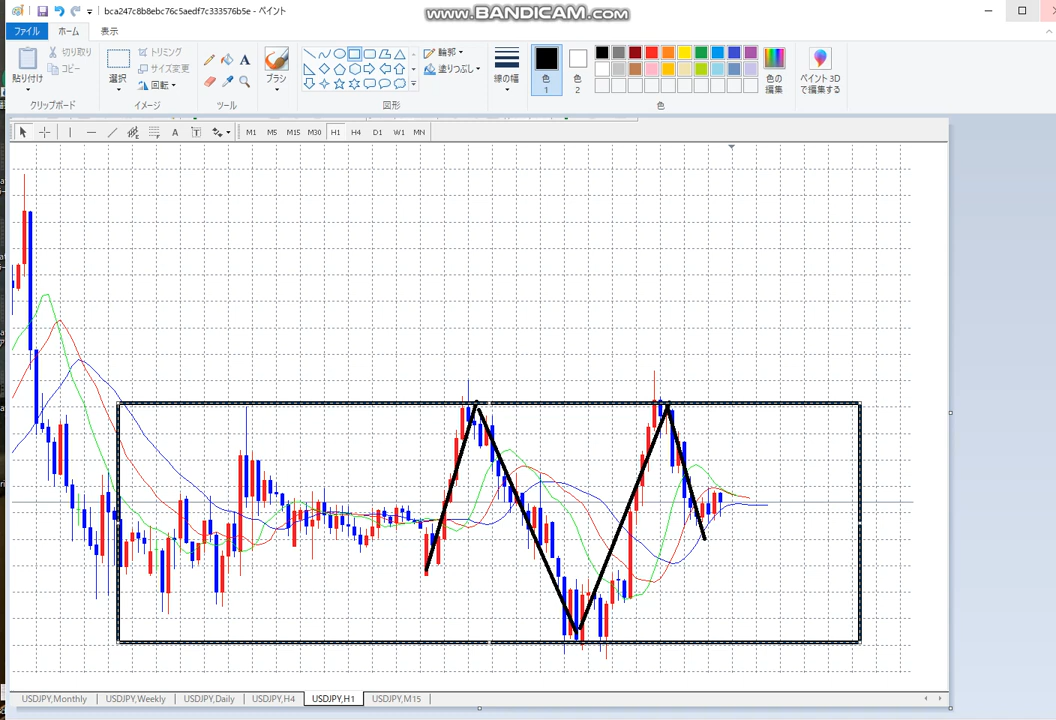 bca247c8b8ebc76c5aedf7c333576b5e - ペイント
www.BANDICAM.com
ファイル ホーム 表示
貼り付け
切り取り
コピー
クリップボード
選択
トリミング
サイズ変更
回転
イメージ
A
ツール
ブラシ
輪郭
塗りつぶし
図形
線の幅
色
1
色
2
色の
編集
色
ペイント 3D
で編集する
A T M1 M5 M15 M30 H1 H4 D1 W1 MN
USDJPY,Monthly USDJPY,Weekly USDJPY,Daily USDJPY,H4 USDJPY,H1 USDJPY,M15